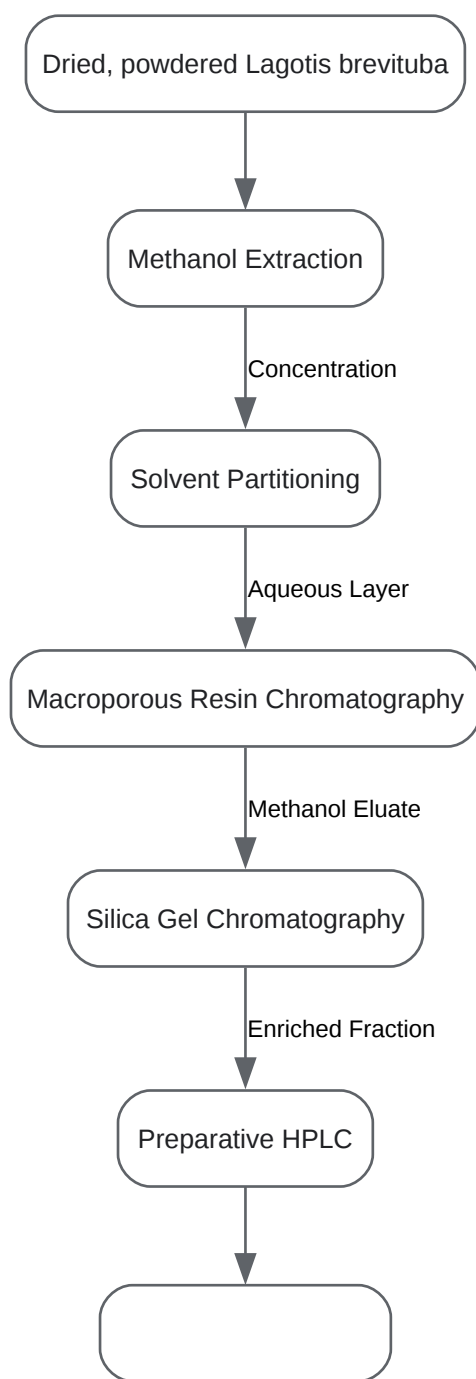 Dried, powdered Lagotis brevituba
Methanol Extraction
Concentration
Solvent Partitioning
Aqueous Layer
Macroporous Resin Chromatography
Methanol Eluate
Silica Gel Chromatography
Enriched Fraction
Preparative HPLC